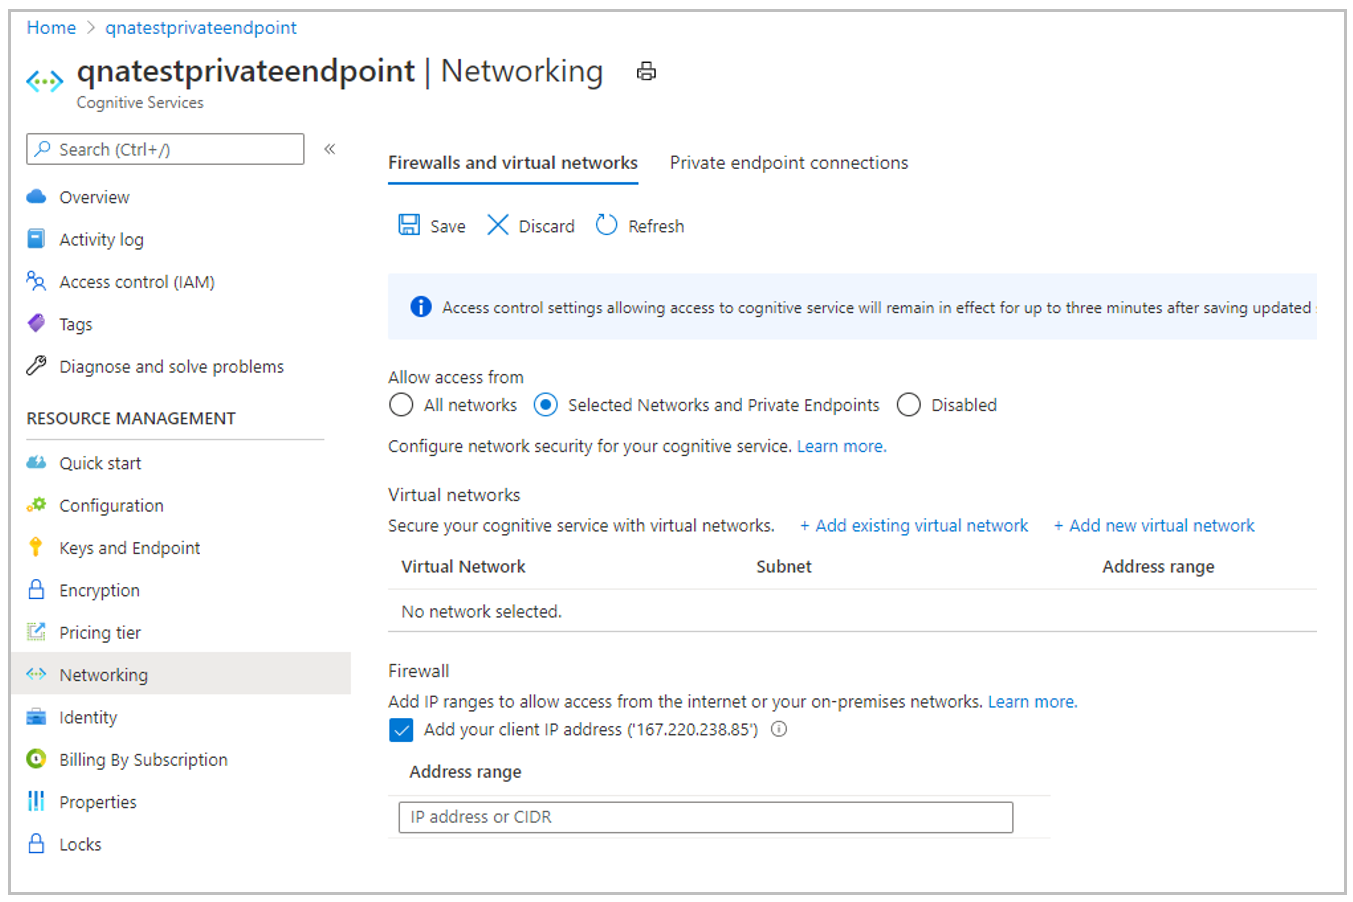 Home > qnatestprivateendpoint
qnatestprivateendpoint | Networking
Cognitive Services
Search (Ctrl+/)
«
Overview
Activity log
Access control (IAM)
Tags
Diagnose and solve problems
RESOURCE MANAGEMENT
Quick start
Configuration
Keys and Endpoint
Encryption
Pricing tier
Networking
Identity
Billing By Subscription
Properties
Locks
Firewalls and virtual networks Private endpoint connections
Save Discard Refresh
Access control settings allowing access to cognitive service will remain in effect for up to three minutes after saving updated
Allow access from
All networks Selected Networks and Private Endpoints Disabled
Configure network security for your cognitive service. Learn more.
Virtual networks
Secure your cognitive service with virtual networks. + Add existing virtual network + Add new virtual network
Virtual Network Subnet Address range
No network selected.
Firewall
Add IP ranges to allow access from the internet or your on-premises networks. Learn more.
Add your client IP address ('167.220.238.85')
Address range
IP address or CIDR